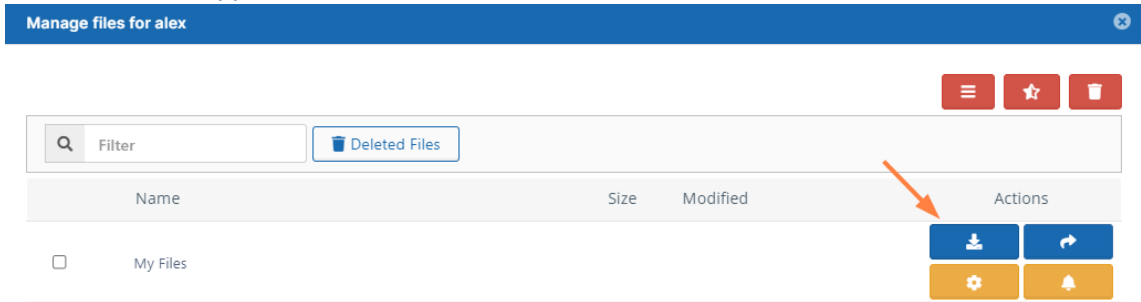 Manage files for alex
Filter
Deleted Files
Name Size Modified Actions
My Files